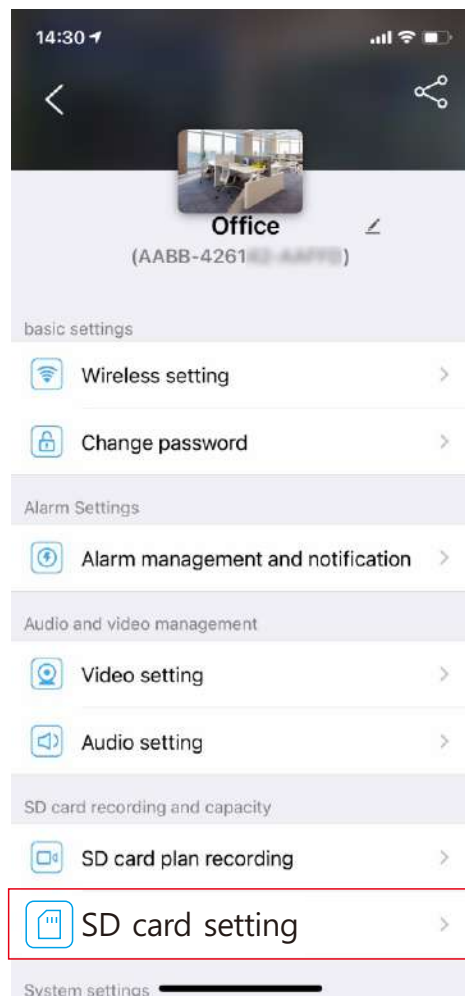 14:30
Office
(AABB-4261 )
basic settings
Wireless setting
Change password
Alarm Settings
Alarm management and notification
Audio and video management
Video setting
Audio setting
SD card recording and capacity
SD card plan recording
SD card setting
System settings